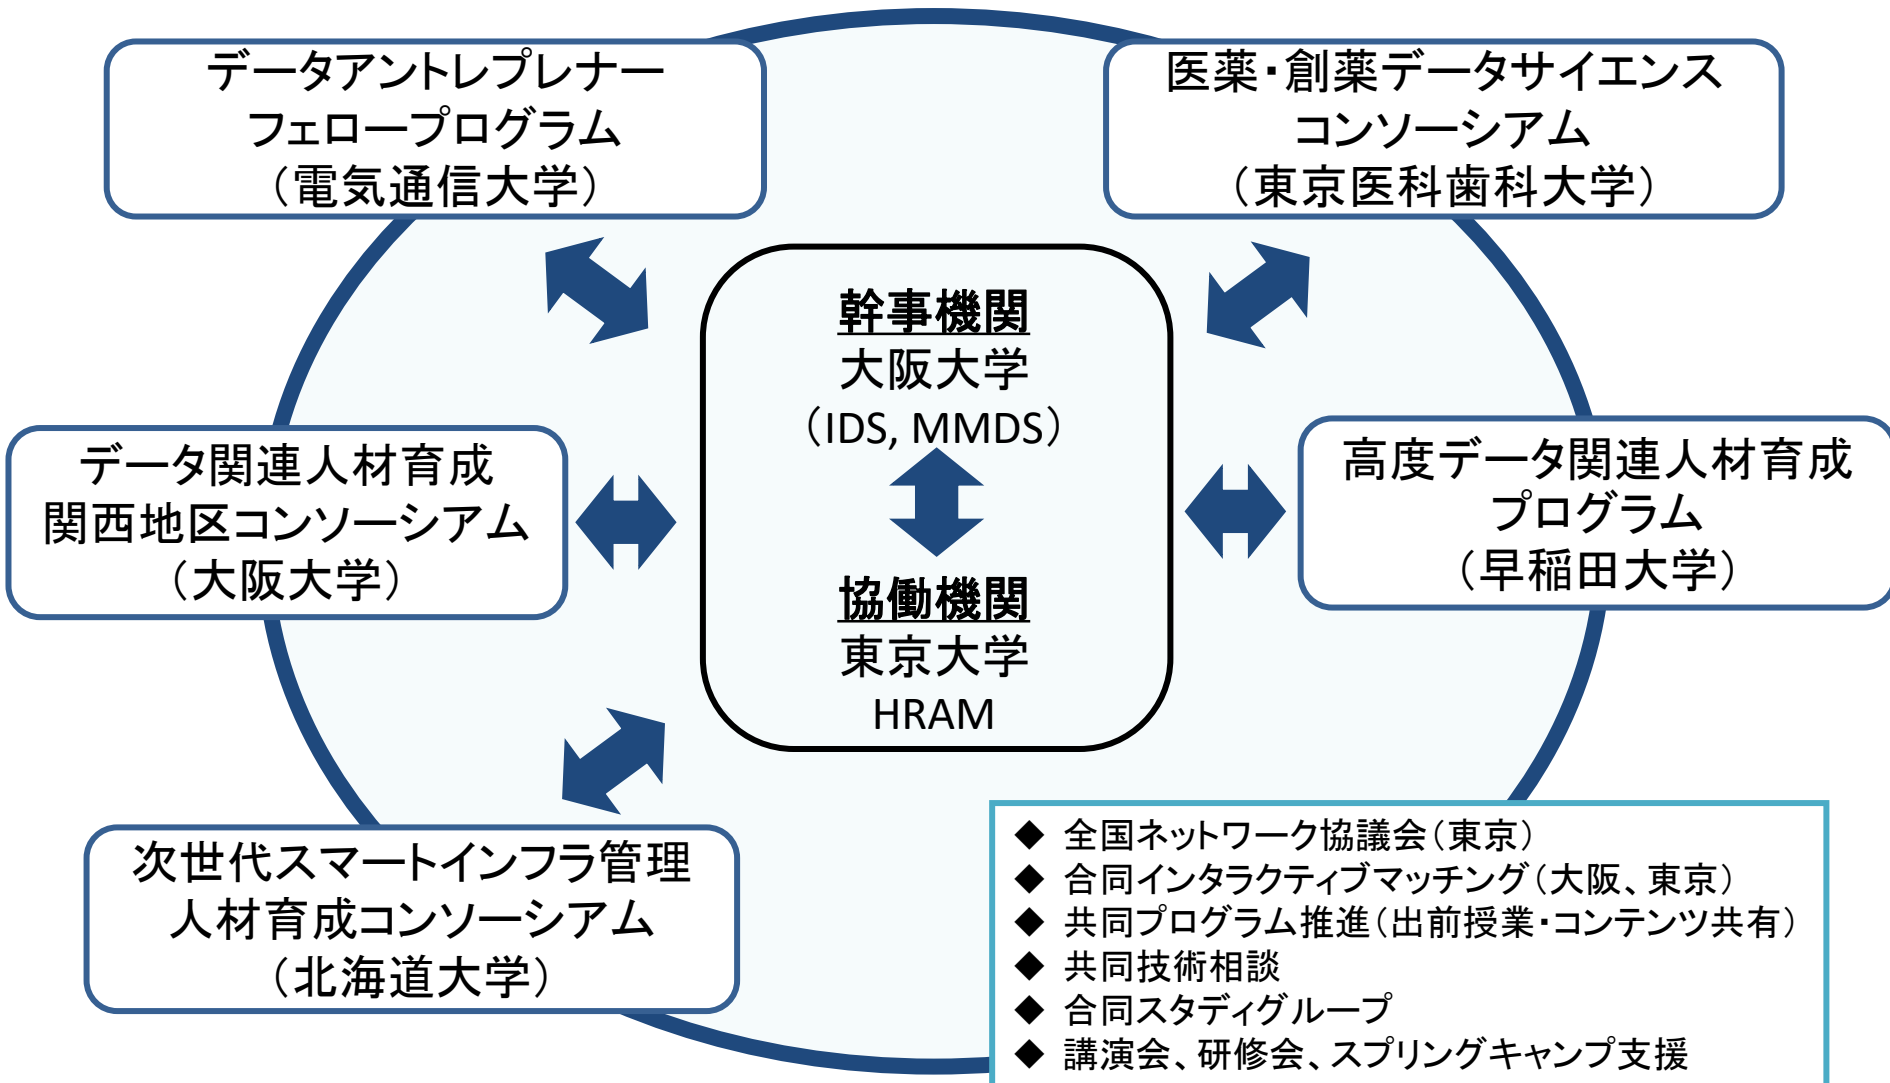 データアントレプレナー
フェロープログラム
（電気通信大学）
医薬・創薬データサイエンス
コンソーシアム
（東京医科歯科大学）
幹事機関
大阪大学
（IDS, MMDS）
協働機関
東京大学
HRAM
データ関連人材育成
関西地区コンソーシアム
（大阪大学）
高度データ関連人材育成
プログラム
（早稲田大学）
次世代スマートインフラ管理
人材育成コンソーシアム
（北海道大学）
◆ 全国ネットワーク協議会（東京）
◆ 合同インタラクティブマッチング（大阪、東京）
◆ 共同プログラム推進（出前授業・コンテンツ共有）
◆ 共同技術相談
◆ 合同スタディグループ
◆ 講演会、研修会、スプリングキャンプ支援